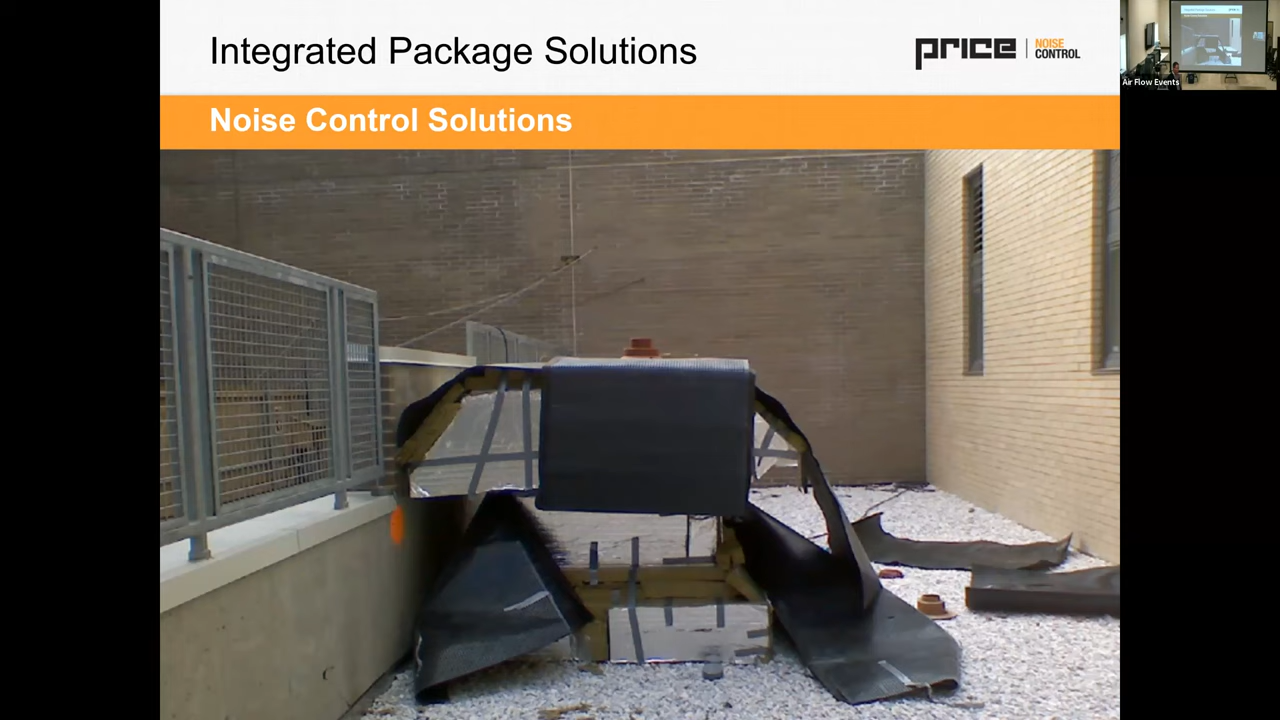 Integrated Package Solutions
price
NOISE
CONTROL
Noise Control Solutions
Air Flow Events